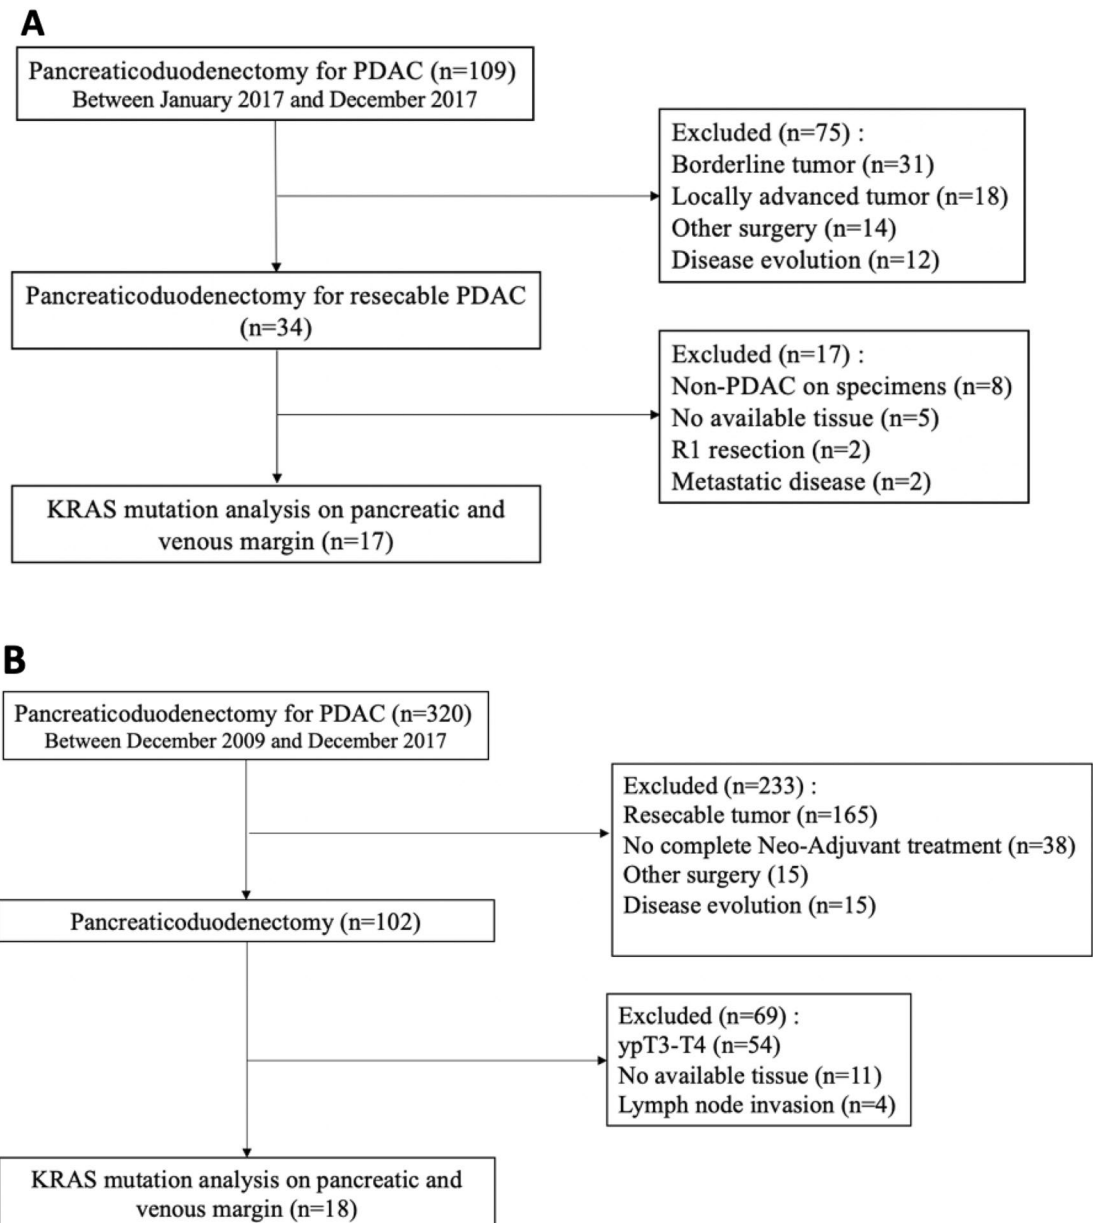 A
Pancreaticoduodenectomy for PDAC (n=109)
Between January 2017 and December 2017
Excluded (n=75) :
Borderline tumor (n=31)
Locally advanced tumor (n=18)
Other surgery (n=14)
Disease evolution (n=12)
Pancreaticoduodenectomy for resecable PDAC
(n=34)
Excluded (n=17) :
Non-PDAC on specimens (n=8)
No available tissue (n=5)
R1 resection (n=2)
Metastatic disease (n=2)
KRAS mutation analysis on pancreatic and
venous margin (n=17)
B
Pancreaticoduodenectomy for PDAC (n=320)
Between December 2009 and December 2017
Excluded (n=233) :
Resecable tumor (n=165)
No complete Neo-Adjuvant treatment (n=38)
Other surgery (15)
Disease evolution (n=15)
Pancreaticoduodenectomy (n=102)
Excluded (n=69) :
ypT3-T4 (n=54)
No available tissue (n=11)
Lymph node invasion (n=4)
KRAS mutation analysis on pancreatic and
venous margin (n=18)